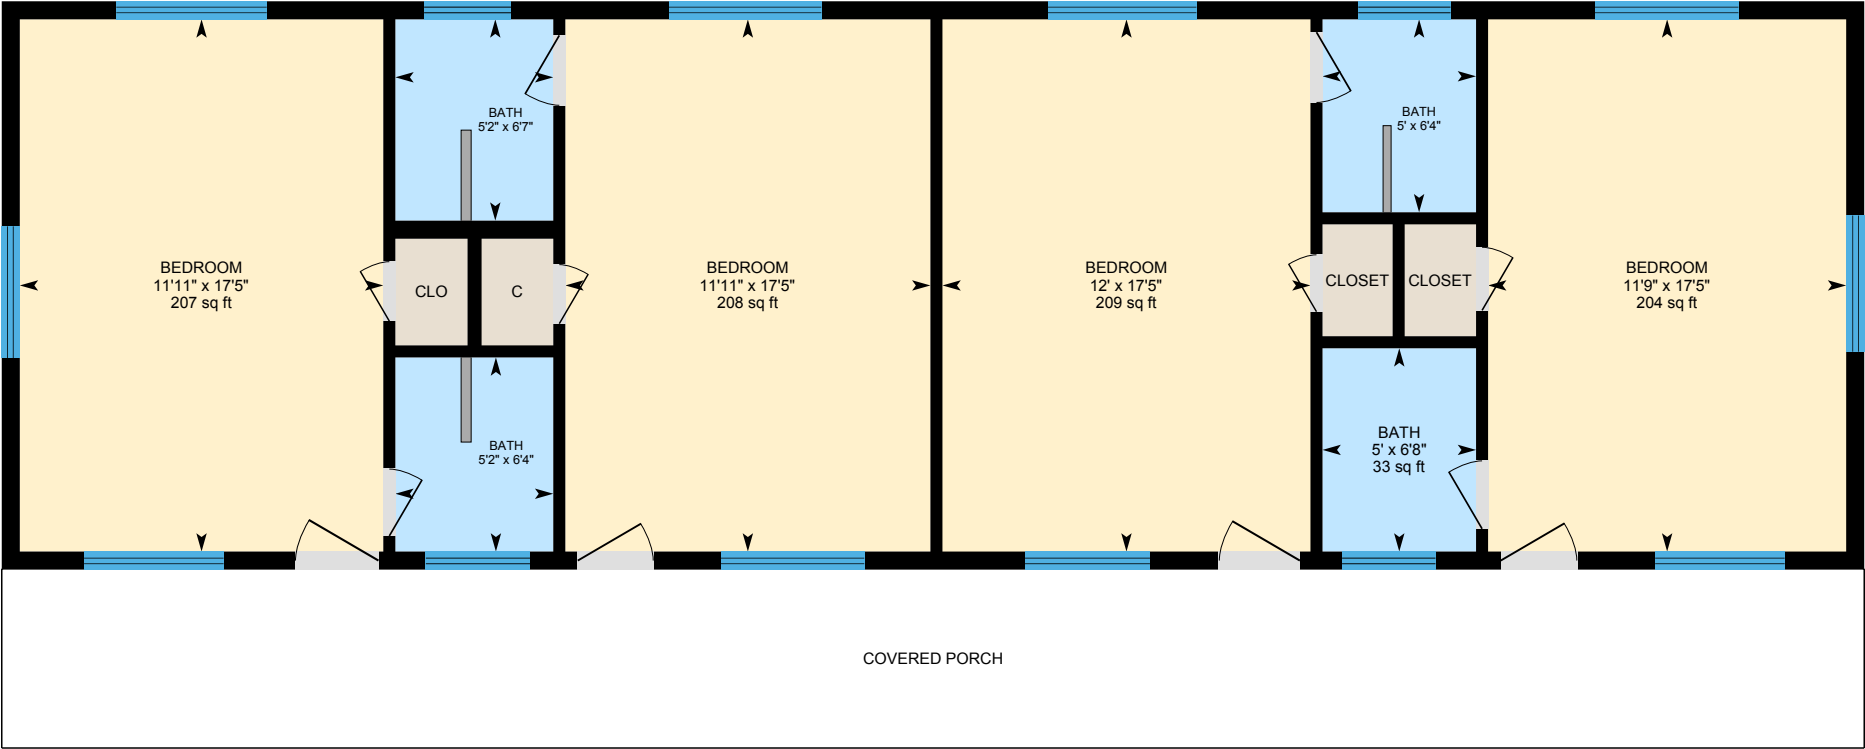 BATH
5'2" x 6'7"
BATH
5' x 6'4"
BEDROOM
11'11" x 17'5"
207 sq ft
CLO
C
BEDROOM
11'11" x 17'5"
208 sq ft
BEDROOM
12' x 17'5"
209 sq ft
CLOSET
CLOSET
BEDROOM
11'9" x 17'5"
204 sq ft
BATH
5'2" x 6'4"
BATH
5' x 6'8"
33 sq ft
COVERED PORCH